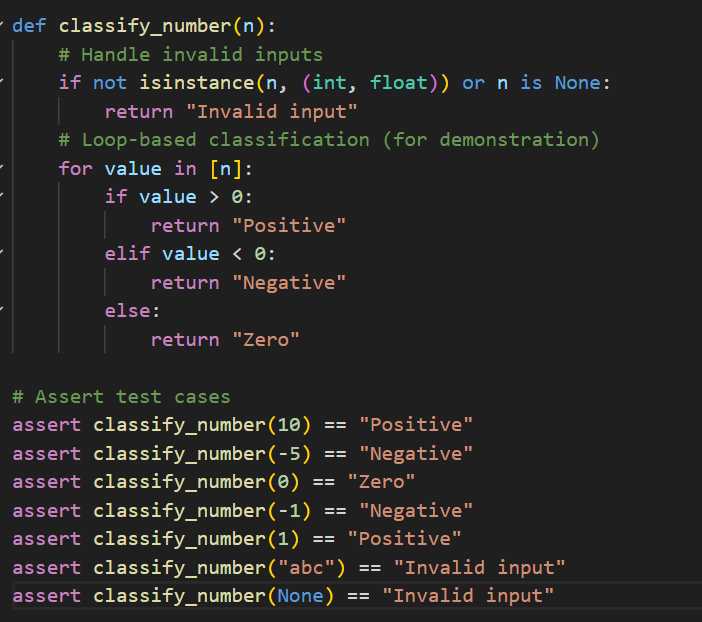 def classify_number(n):
    # Handle invalid inputs
    if not isinstance(n, (int, float)) or n is None:
        return "Invalid input"
    # Loop-based classification (for demonstration)
    for value in [n]:
        if value > 0:
            return "Positive"
        elif value < 0:
            return "Negative"
        else:
            return "Zero"

# Assert test cases
assert classify_number(10) == "Positive"
assert classify_number(-5) == "Negative"
assert classify_number(0) == "Zero"
assert classify_number(-1) == "Negative"
assert classify_number(1) == "Positive"
assert classify_number("abc") == "Invalid input"
assert classify_number(None) == "Invalid input"